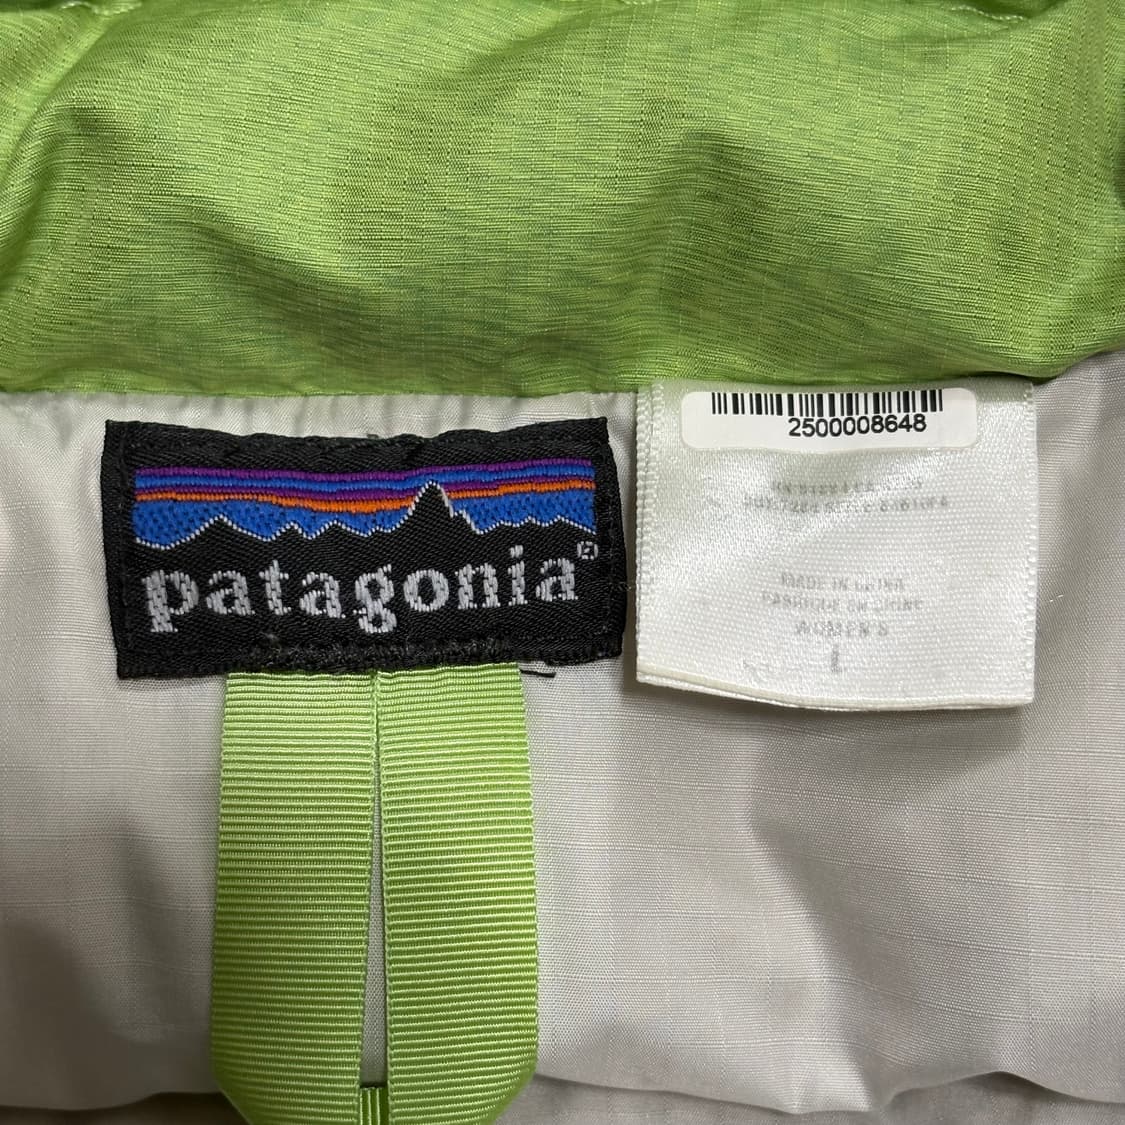 patagonia®
2500008648
MADE IN CHINA
FABRIQUE EN CHINE
WOMEN'S
L